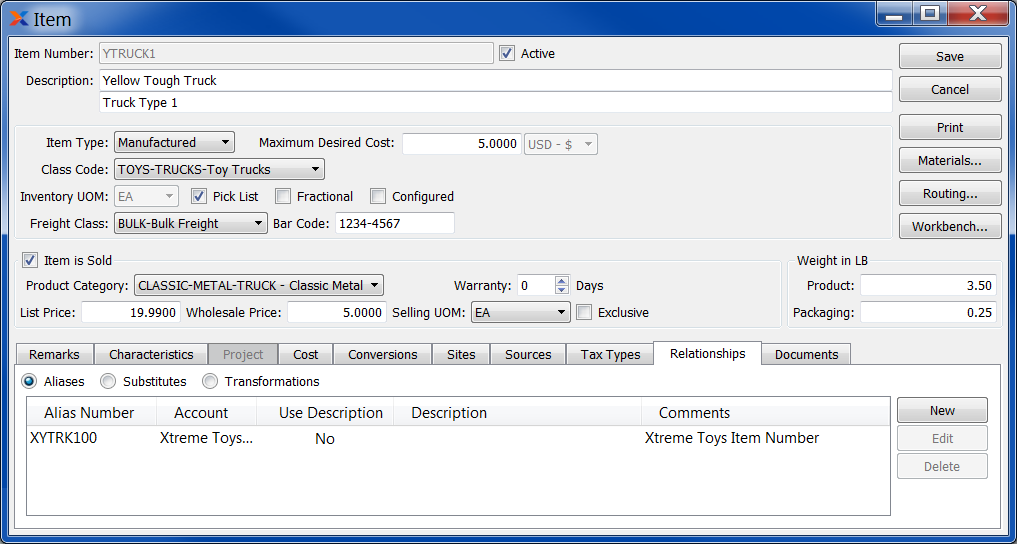 Item
Item Number: YTRUCK1 Active Save
Description: Yellow Tough Truck Cancel
Truck Type 1
Print
Item Type: Manufactured Maximum Desired Cost: 5.0000 USD - $
Materials...
Class Code: TOYS-TRUCKS-Toy Trucks
Inventory UOM: EA Pick List Fractional Configured Routing...
Freight Class: BULK-Bulk Freight Bar Code: 1234-4567 Workbench...
Item is Sold Weight in LB
Product Category: CLASSIC-METAL-TRUCK - Classic Metal Warranty: 0 Days Product: 3.50
List Price: 19.9900 Wholesale Price: 5.0000 Selling UOM: EA Exclusive Packaging: 0.25
Remarks Characteristics Project Cost Conversions Sites Sources Tax Types Relationships Documents
Aliases Substitutes Transformations
Alias Number Account Use Description Description Comments New
XYTRK100 Xtreme Toys... No Xtreme Toys Item Number Edit
Delete